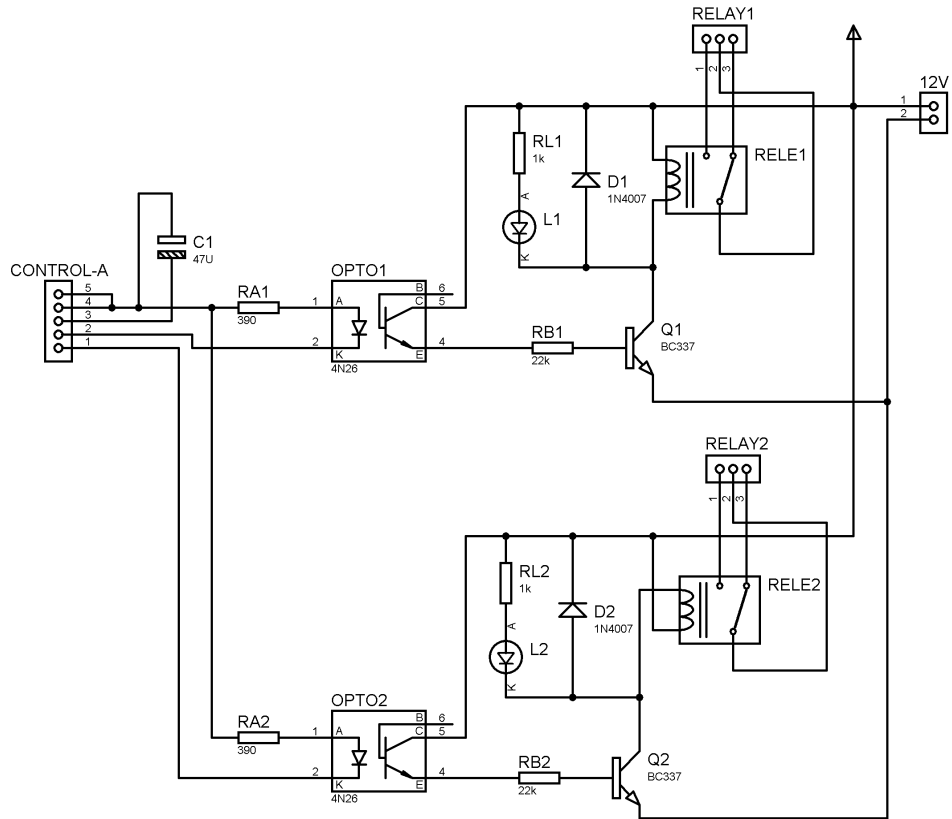 RELAY1
1 2 3
12V
1
2
RL1
1k
A
D1
1N4007
L1
K
RELE1
C1
47U
CONTROL-A
5
4
3
2
1
RA1
390
OPTO1
1 A B 6
C 5
2 K E 4
4N26
RB1
22k
Q1
BC337
RELAY2
1 2 3
RL2
1k
A
D2
1N4007
L2
K
RELE2
RA2
390
OPTO2
1 A B 6
C 5
2 K E 4
4N26
RB2
22k
Q2
BC337